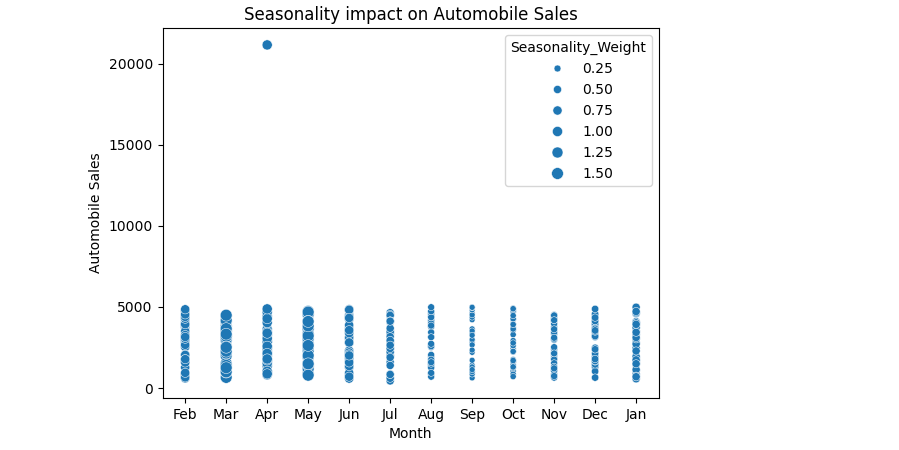 Seasonality impact on Automobile Sales
Seasonality_Weight
0.25
0.50
0.75
1.00
1.25
1.50
20000
15000
10000
5000
0
Automobile Sales
Feb Mar Apr May Jun Jul Aug Sep Oct Nov Dec Jan
Month